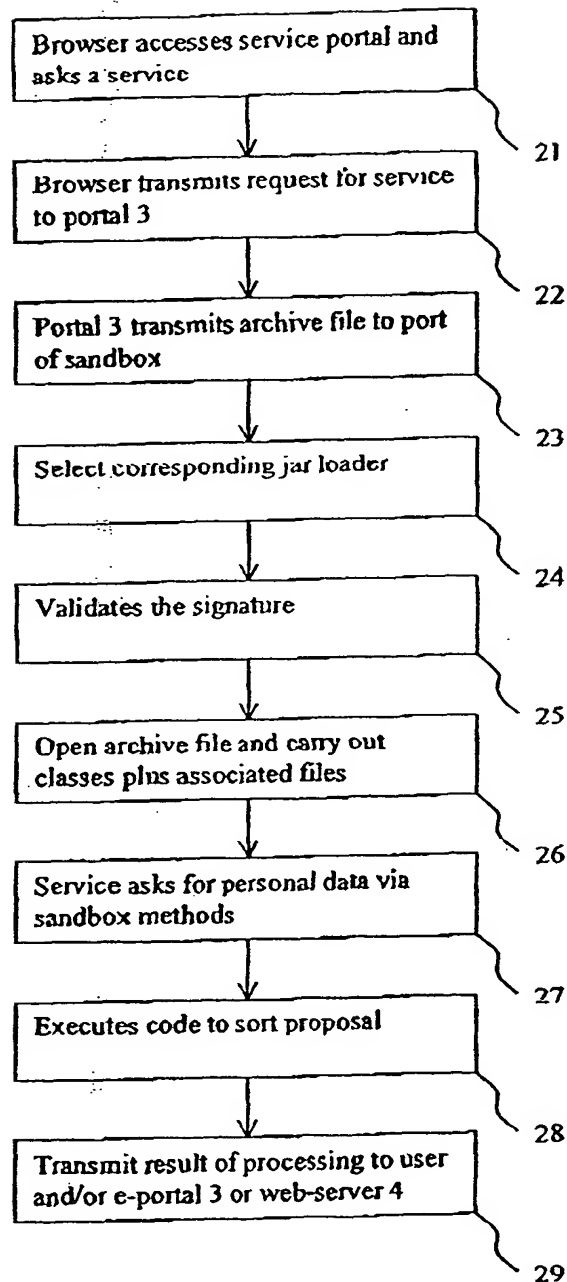 Browser accesses service portal and
asks a service
21
Browser transmits request for service
to portal 3
22
Portal 3 transmits archive file to port
of sandbox
23
Select corresponding jar loader
24
Validates the signature
25
Open archive file and carry out
classes plus associated files
26
Service asks for personal data via
sandbox methods
27
Executes code to sort proposal
28
Transmit result of processing to user
and/or e-portal 3 or web-server 4
29